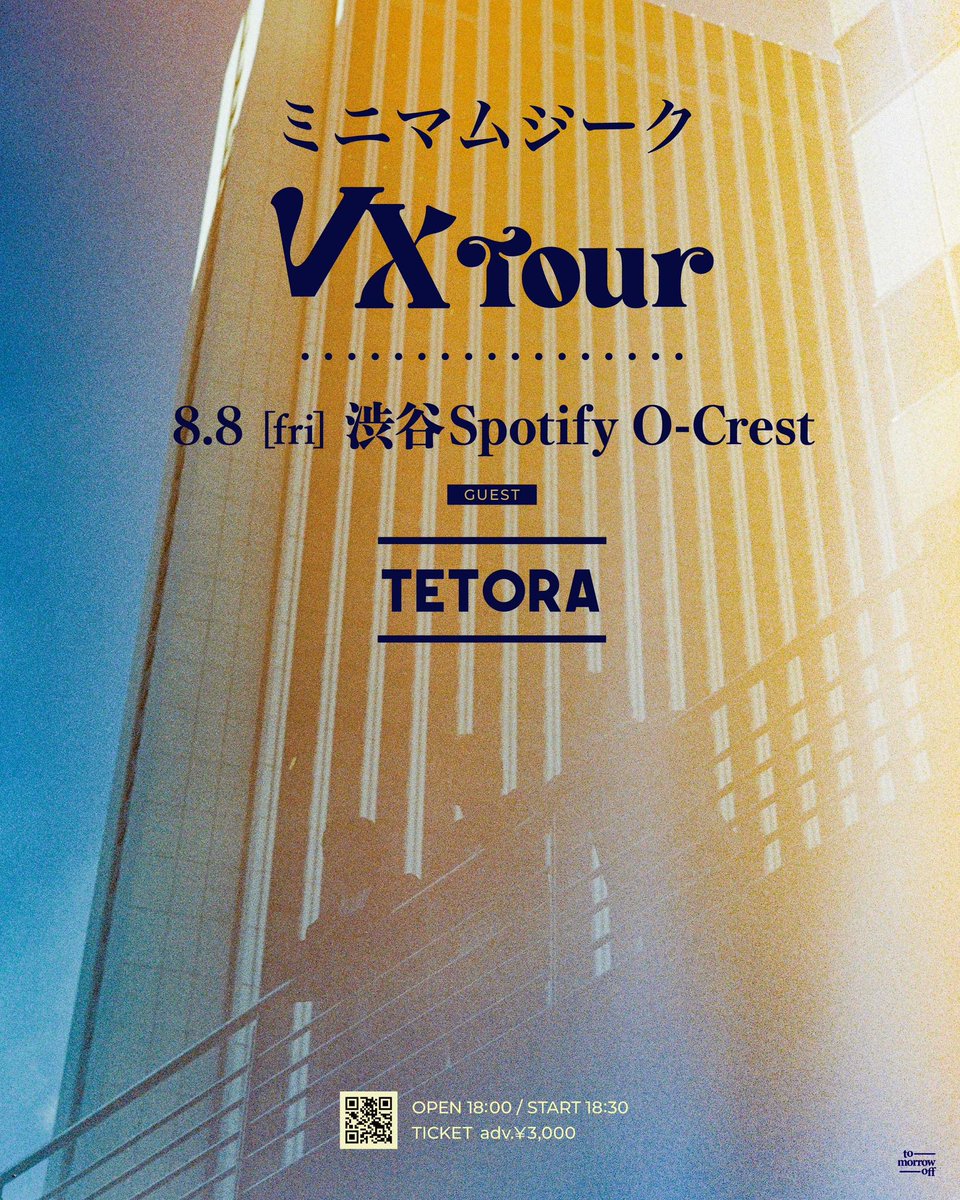 ミニマムジーク
VX Tour
8.8 [fri] 渋谷Spotify O-Crest
GUEST
TETORA
OPEN 18:00 / START 18:30
TICKET adv.¥3,000
to
morrow
off